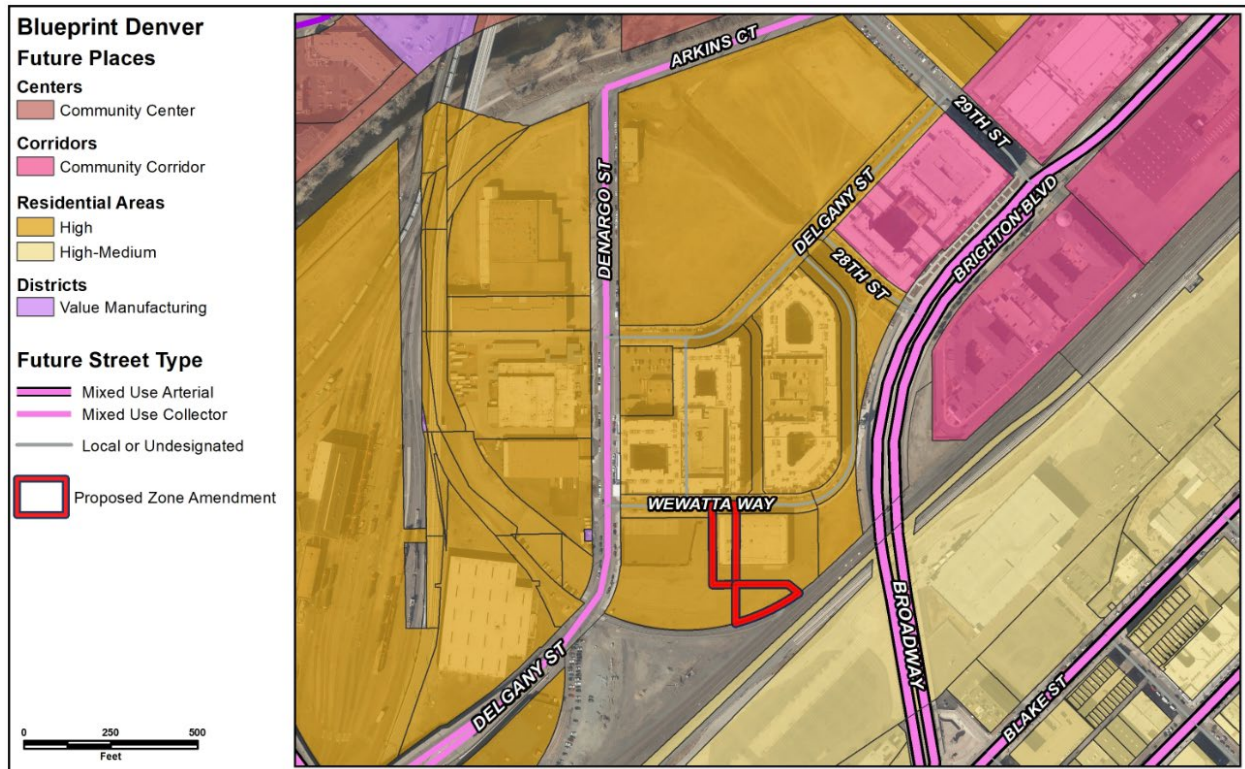 Blueprint Denver
Future Places
Centers
Community Center
Corridors
Community Corridor
Residential Areas
High
High-Medium
Districts
Value Manufacturing
Future Street Type
Mixed Use Arterial
Mixed Use Collector
Local or Undesignated
Proposed Zone Amendment
0 250 500
Feet
ARKINS CT
29TH ST
DENARGO ST
DELGANY ST
BRIGHTON BLVD
28TH ST
WEWATTA WAY
BROADWAY
DELGANY ST
BLAKE ST